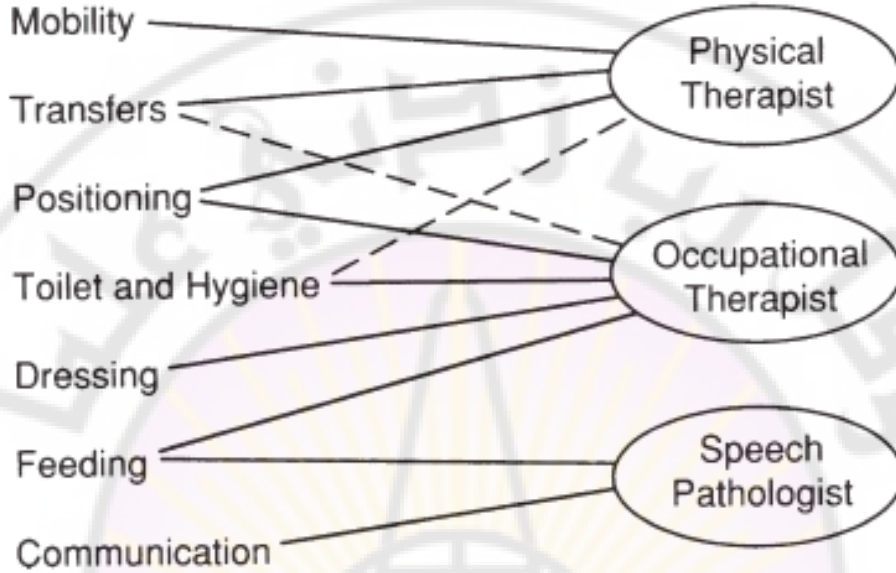 Mobility
Transfers
Positioning
Toilet and Hygiene
Dressing
Feeding
Communication
Physical
Therapist
Occupational
Therapist
Speech
Pathologist